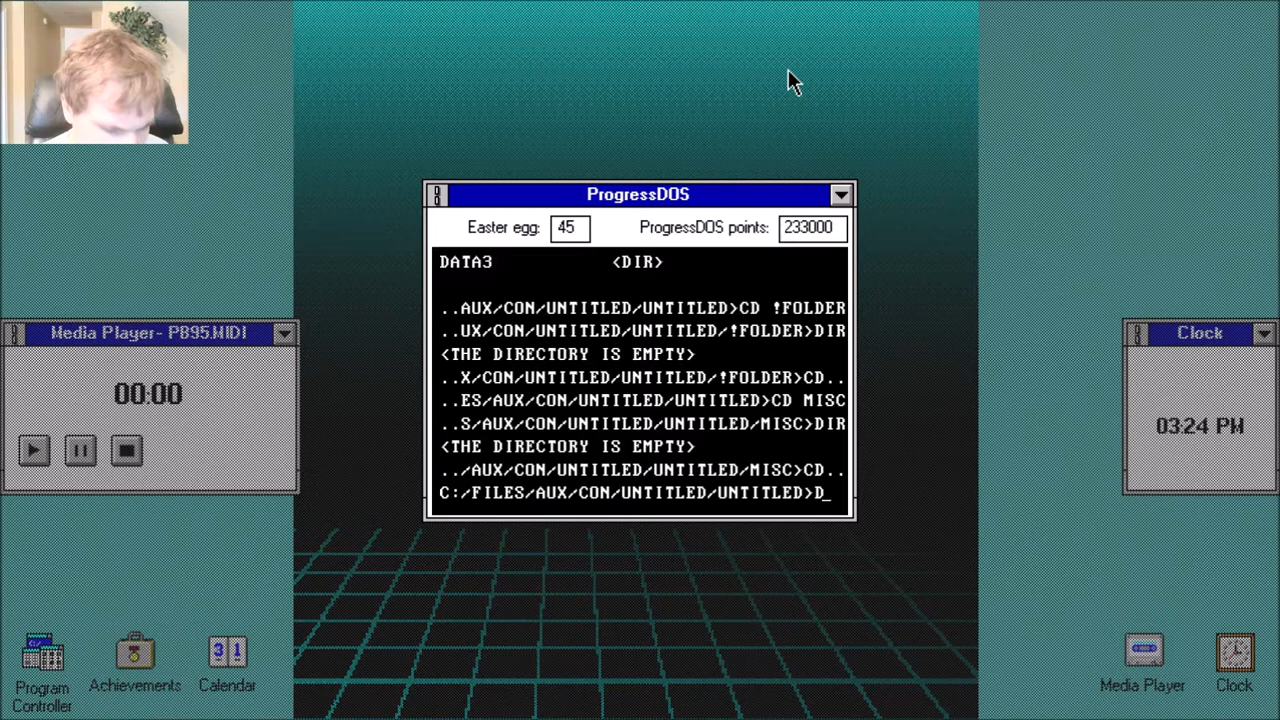 ProgressDOS
Easter egg: 45
ProgressDOS points: 233000
DATA3 <DIR>
..AUX/CON/UNTITLED/UNTITLED>CD !FOLDER
..UX/CON/UNTITLED/UNTITLED/!FOLDER>DIR
<THE DIRECTORY IS EMPTY>
..X/CON/UNTITLED/UNTITLED/!FOLDER>CD..
..ES/AUX/CON/UNTITLED/UNTITLED>CD MISC
..S/AUX/CON/UNTITLED/UNTITLED/MISC>DIR
<THE DIRECTORY IS EMPTY>
../AUX/CON/UNTITLED/UNTITLED/MISC>CD..
C:/FILES/AUX/CON/UNTITLED/UNTITLED>D_
Media Player- PB95.MIDI
00:00
Clock
03:24 PM
Program
Controller
Achievements
31
Calendar
Media Player
Clock